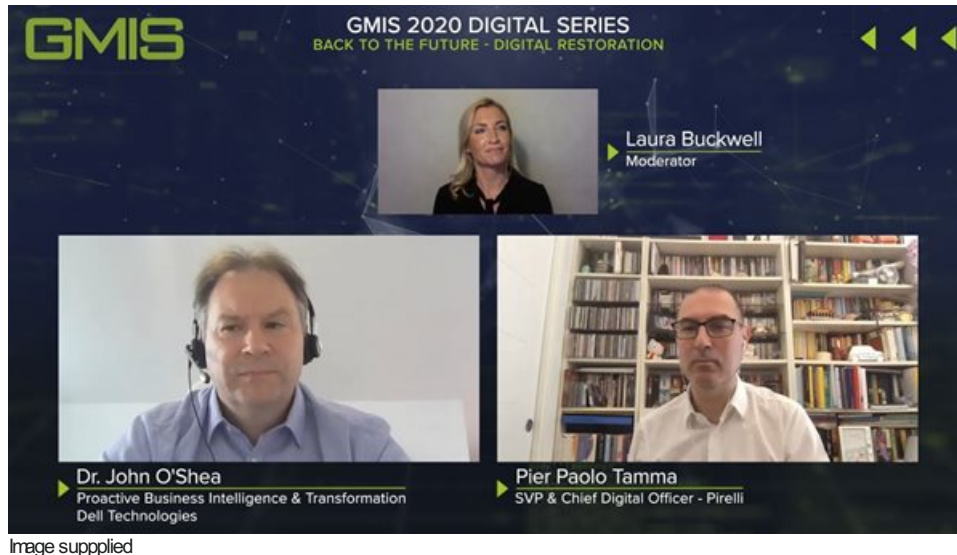 GMIS
GMIS 2020 DIGITAL SERIES
BACK TO THE FUTURE - DIGITAL RESTORATION
Laura Buckwell
Moderator
Dr. John O'Shea
Proactive Business Intelligence & Transformation
Dell Technologies
Pier Paolo Tamma
SVP & Chief Digital Officer - Pirelli
Image suppplied